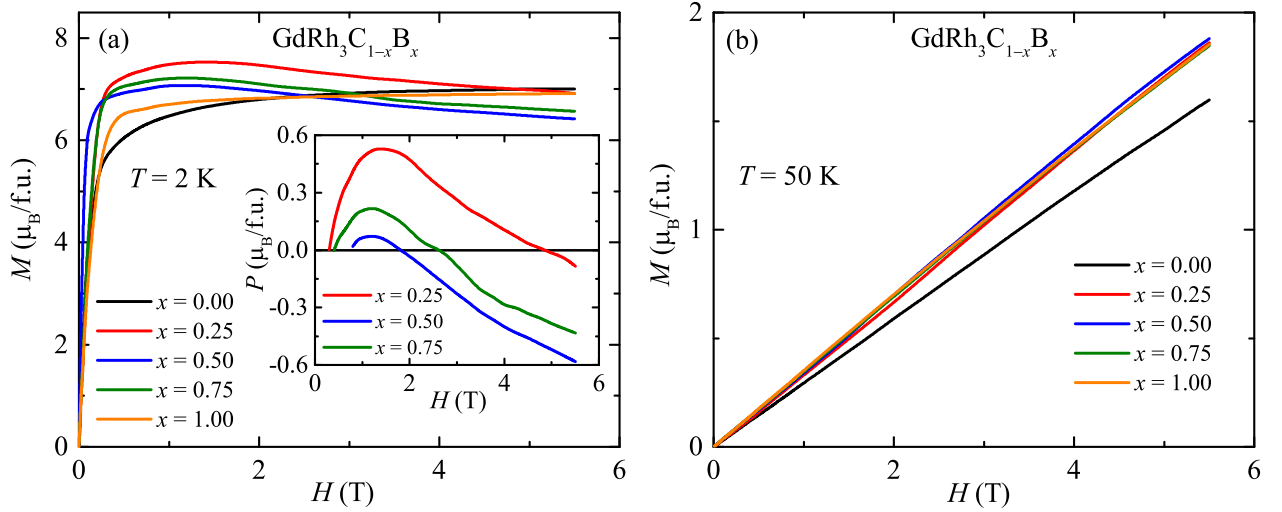 (a) GdRh₃C₁₋ₓBₓ
M (μ_B/f.u.)
8
6
4
2
0
T = 2 K
x = 0.00
x = 0.25
x = 0.50
x = 0.75
x = 1.00
0 2 4 6
H (T)
P (μ_B/f.u.)
0.6
0.3
0.0
-0.3
-0.6
x = 0.25
x = 0.50
x = 0.75
0 2 4 6
H (T)
(b) GdRh₃C₁₋ₓBₓ
M (μ_B/f.u.)
2
1
0
T = 50 K
x = 0.00
x = 0.25
x = 0.50
x = 0.75
x = 1.00
0 2 4 6
H (T)